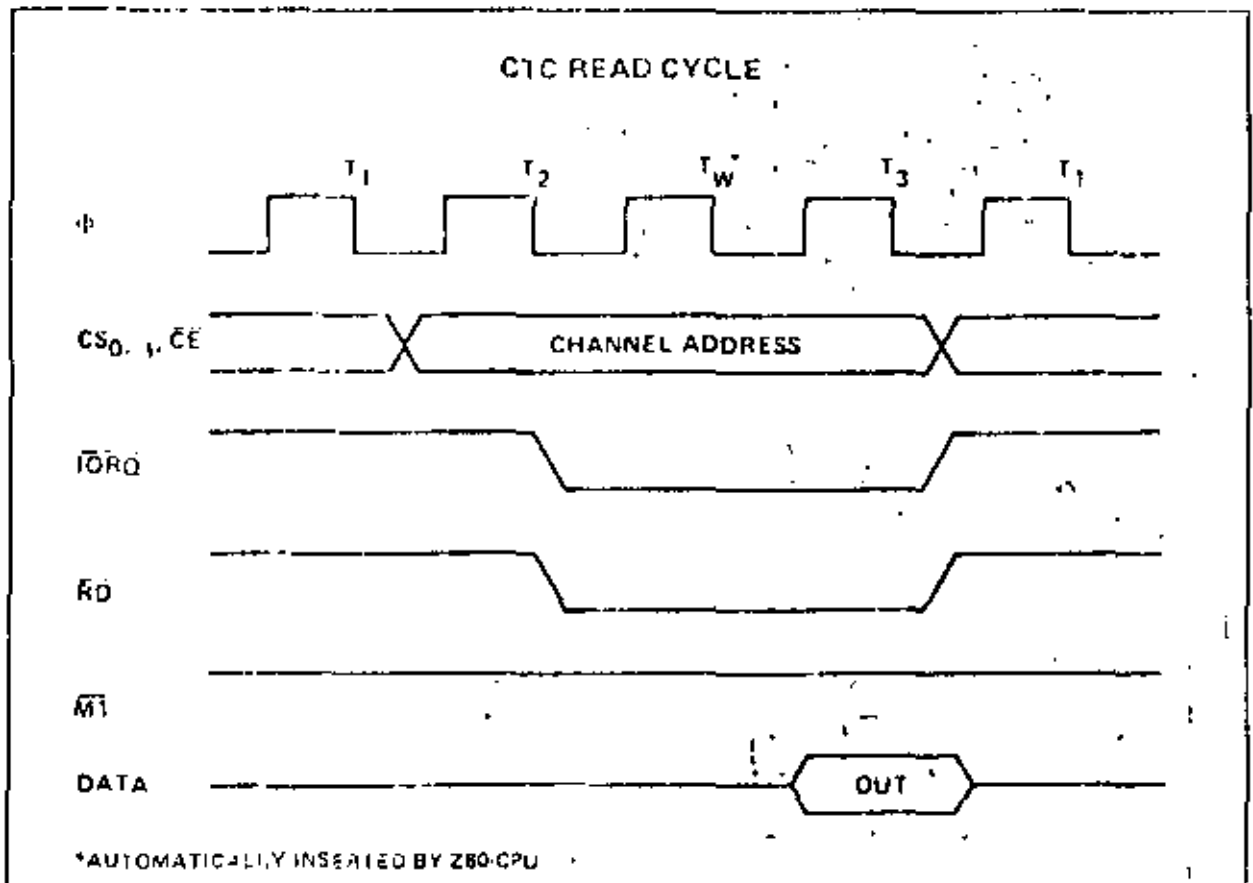 CTC READ CYCLE
T1 T2 TW* T3 T1
Φ
CS0, 1, CE
CHANNEL ADDRESS
IORQ
RD
M1
DATA
OUT
*AUTOMATICALLY INSERTED BY Z80-CPU